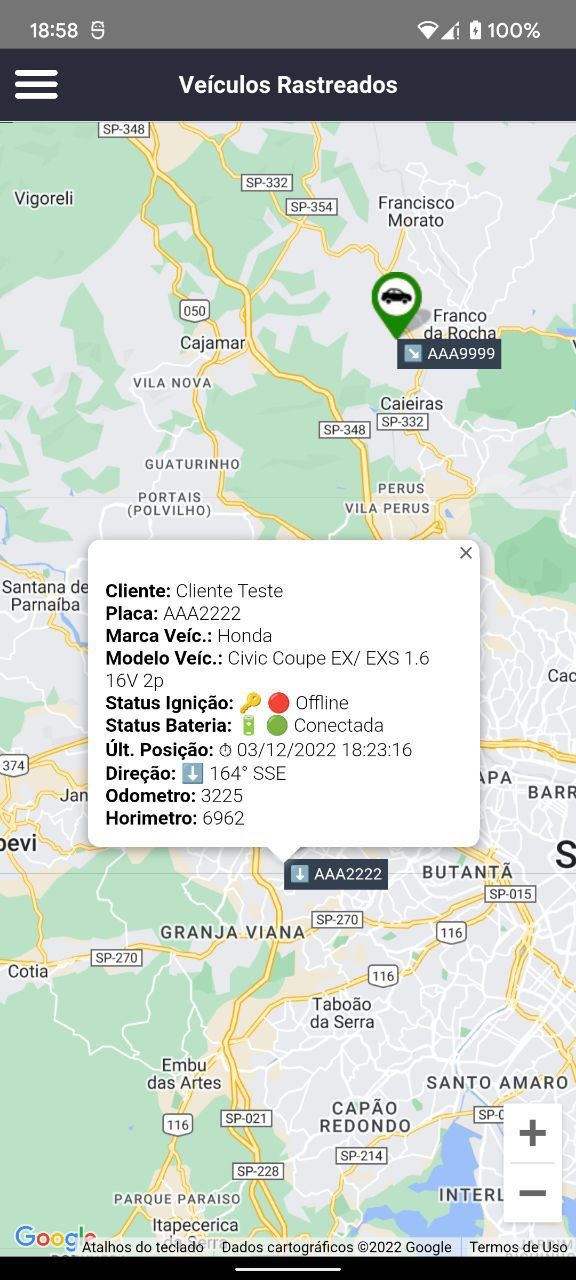 18:58
100%
Veículos Rastreados
SP-348
Vigoreli
SP-332
SP-354
Francisco
Morato
050
Cajamar
Franco
da Rocha
AAA9999
VILA NOVA
Caieiras
SP-332
SP-348
GUATURINHO
PERUS
VILA PERUS
PORTAIS
(POLVILHO)
Santana de
Parnaíba
Cliente: Cliente Teste
Placa: AAA2222
Marca Veíc.: Honda
Modelo Veíc.: Civic Coupe EX/ EXS 1.6
16V 2p
Status Ignição: 🔑 🔴 Offline
Status Bateria: 🔋 🟢 Conectada
Últ. Posição: ⏱ 03/12/2022 18:23:16
Direção: ⬇️ 164° SSE
Odometro: 3225
Horimetro: 6962
Cac
374
Jan
APA
BARR
pevi
S
AAA2222
BUTANTÃ
SP-015
SP-270
GRANJA VIANA
116
SP-270
Cotia
116
Taboão
da Serra
Embu
das Artes
SANTO AMARO
CAPÃO
REDONDO
SP-0
116
SP-021
SP-214
SP-228
PARQUE PARAISO
INTERL
Itapecerica
da Serra
Google
Atalhos do teclado
Dados cartográficos ©2022 Google
Termos de Uso